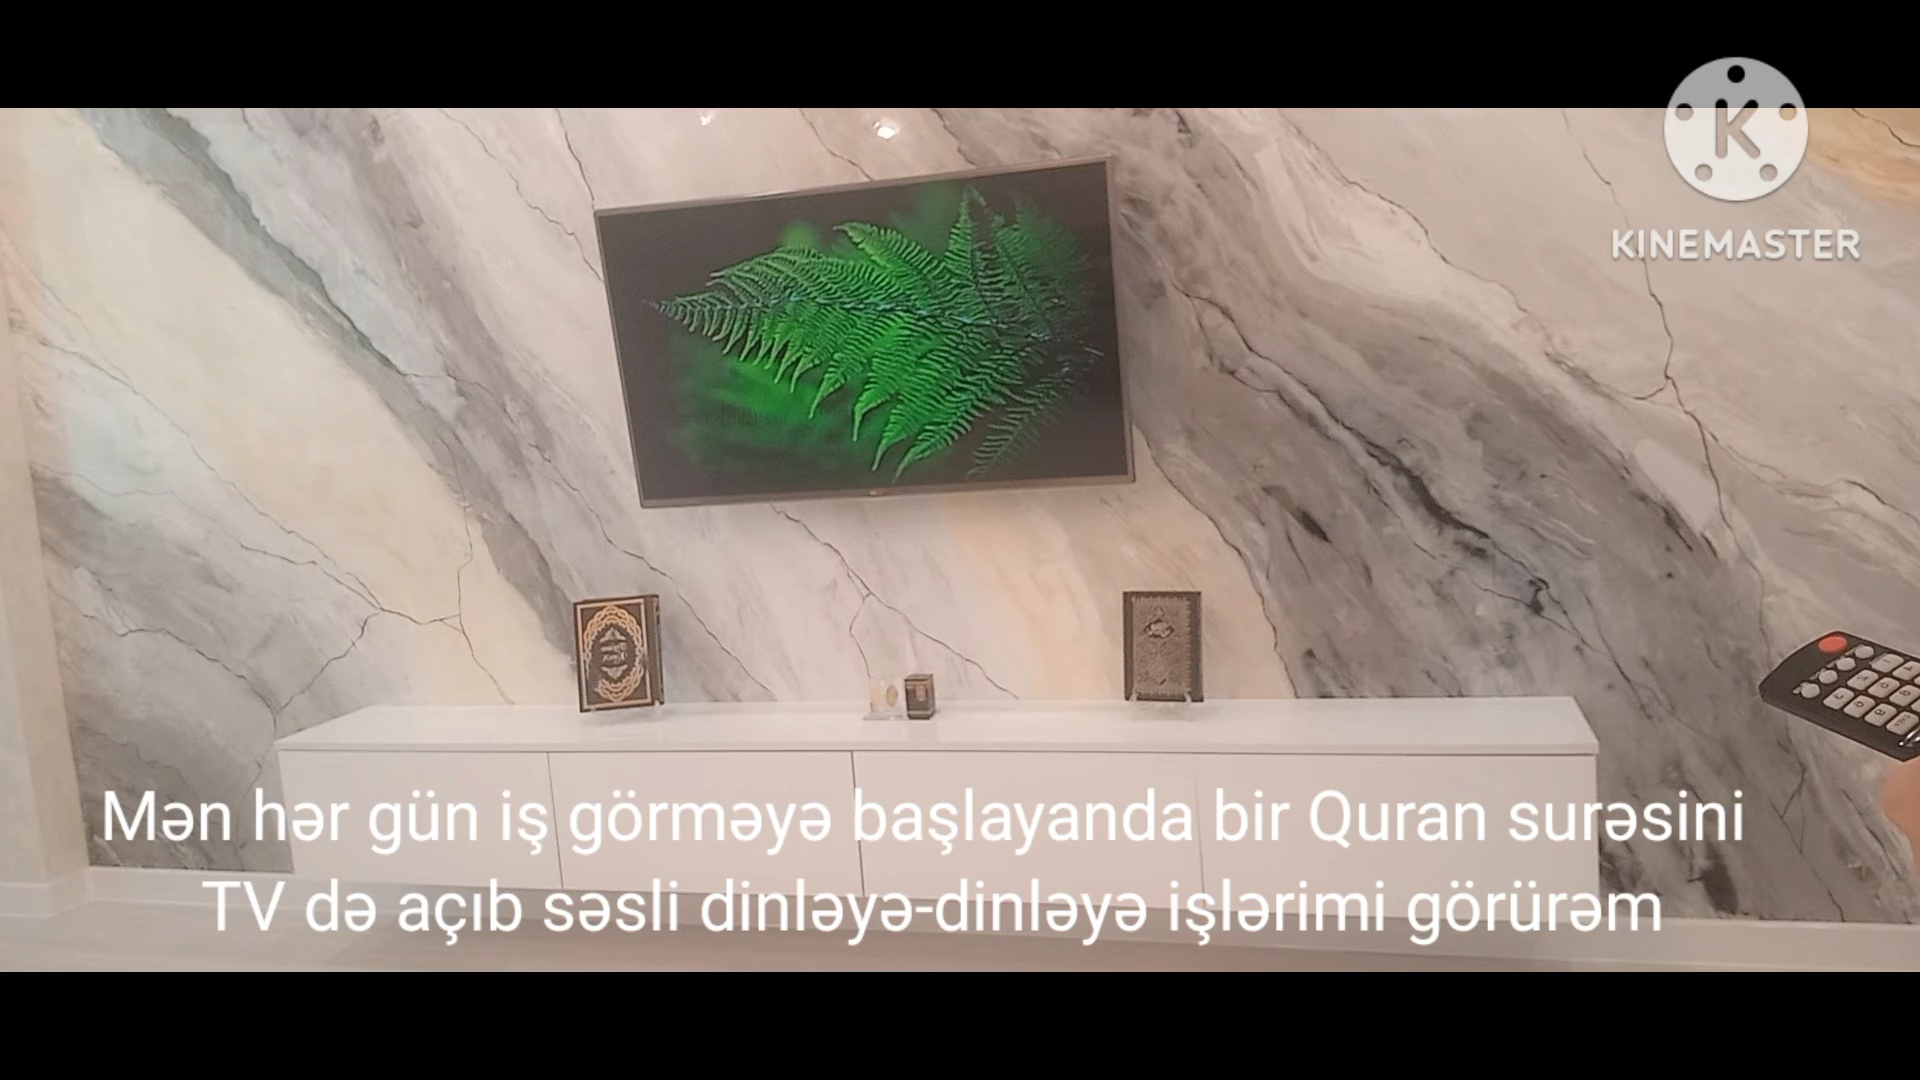 KINEMASTER
Mən hər gün iş görməyə başlayanda bir Quran surəsini
TV də açıb səsli dinləyə-dinləyə işlərimi görürəm